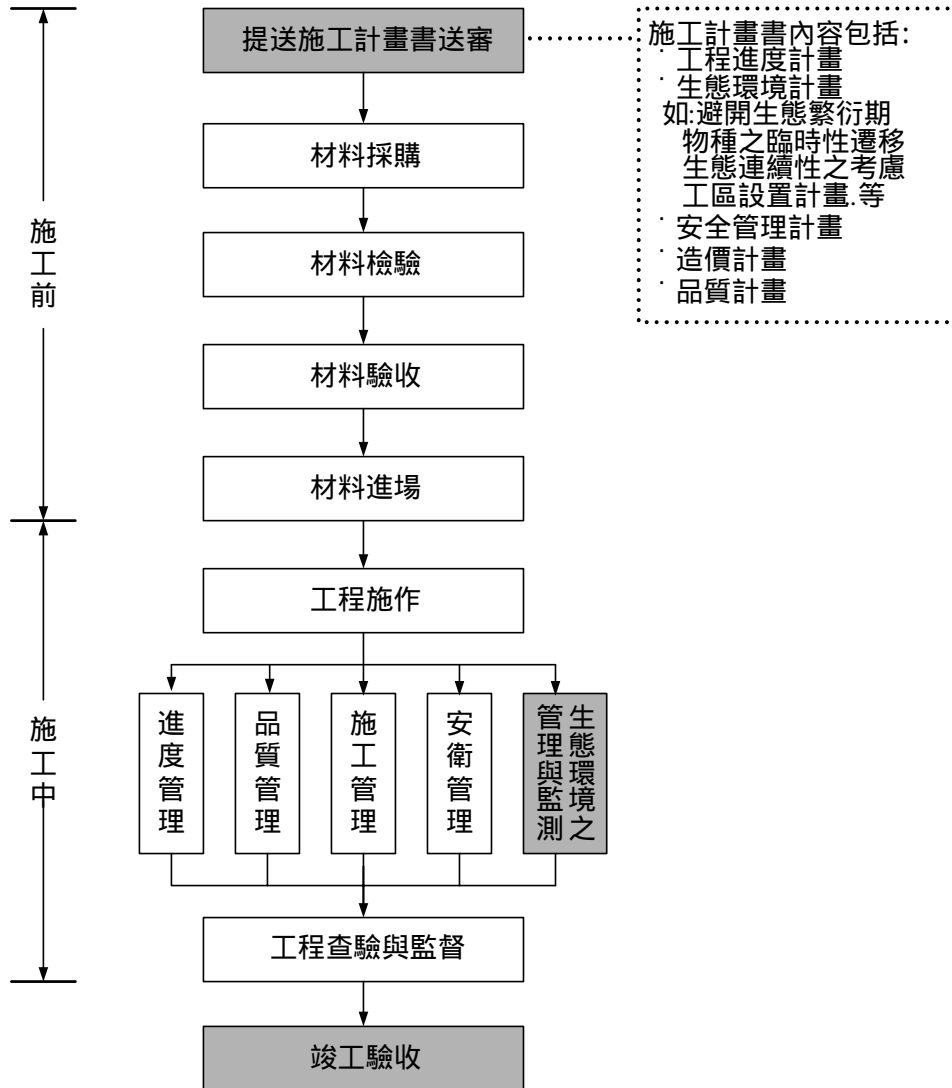 提送施工計畫書送審
施工計畫書內容包括:
˙工程進度計畫
˙生態環境計畫
如:避開生態繁衍期
物種之臨時性遷移
生態連續性之考慮
工區設置計畫.等
˙安全管理計畫
˙造價計畫
˙品質計畫
材料採購
材料檢驗
材料驗收
材料進場
施工前
工程施作
進度管理
品質管理
施工管理
安衛管理
生態環境之
管理與監測
施工中
工程查驗與監督
竣工驗收